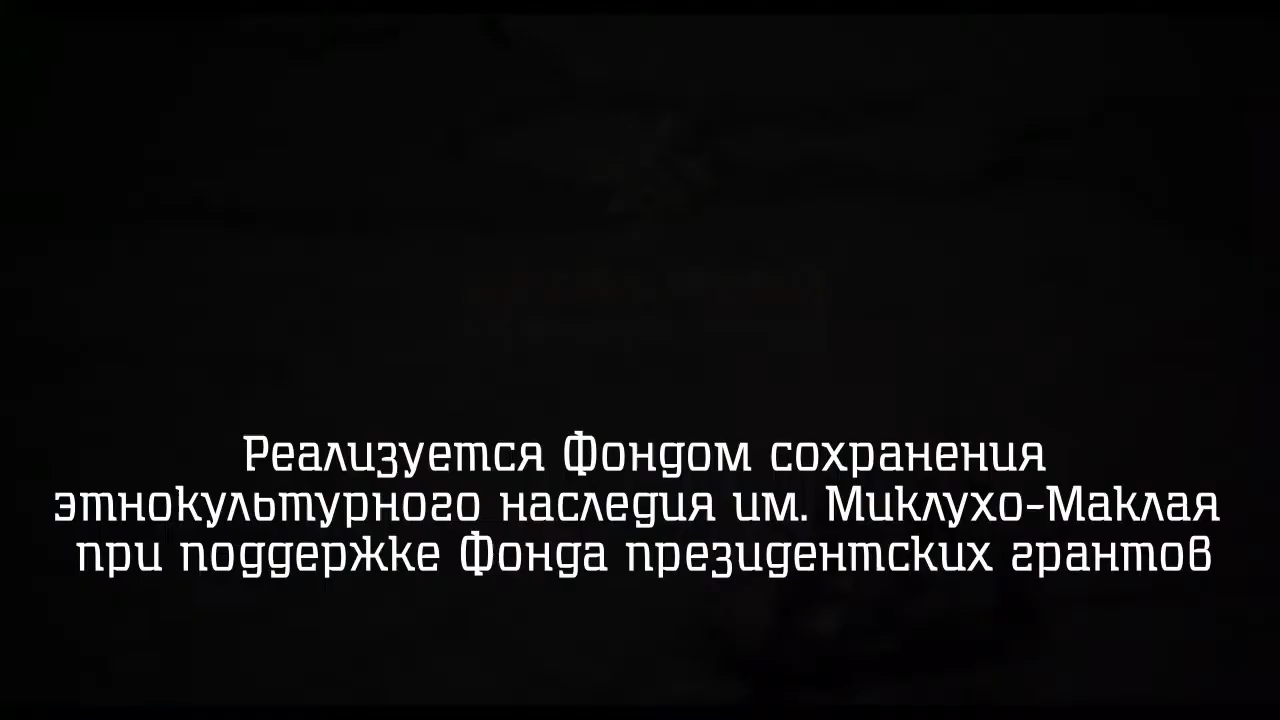 Реализуется Фондом сохранения
этнокультурного наследия им. Миклухо-Маклая
при поддержке Фонда президентских грантов